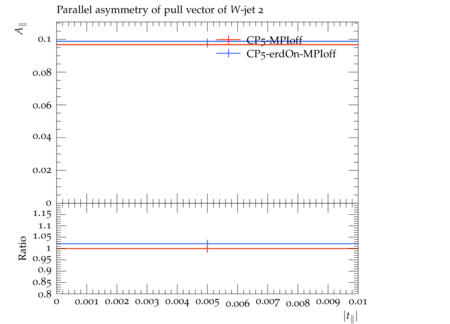 Parallel asymmetry of pull vector of W-jet 2
A∥
0.1
0.08
0.06
0.04
0.02
0
CP5-MPIoff
CP5-erdOn-MPIoff
Ratio
1.15
1.1
1.05
1
0.95
0.9
0.85
0.8
0 0.001 0.002 0.003 0.004 0.005 0.006 0.007 0.008 0.009 0.01
|t∥|